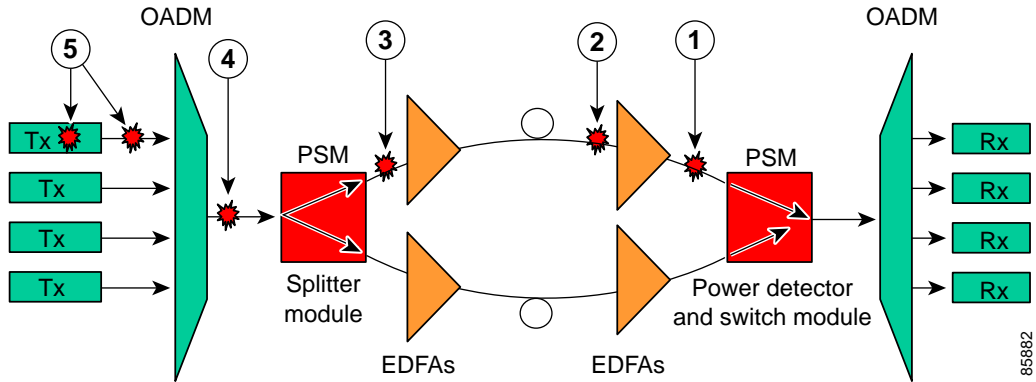 OADM
OADM
5
4
3
2
1
Tx
Tx
Tx
Tx
PSM
PSM
Rx
Rx
Rx
Rx
Splitter
module
Power detector
and switch module
EDFAs
EDFAs
85882